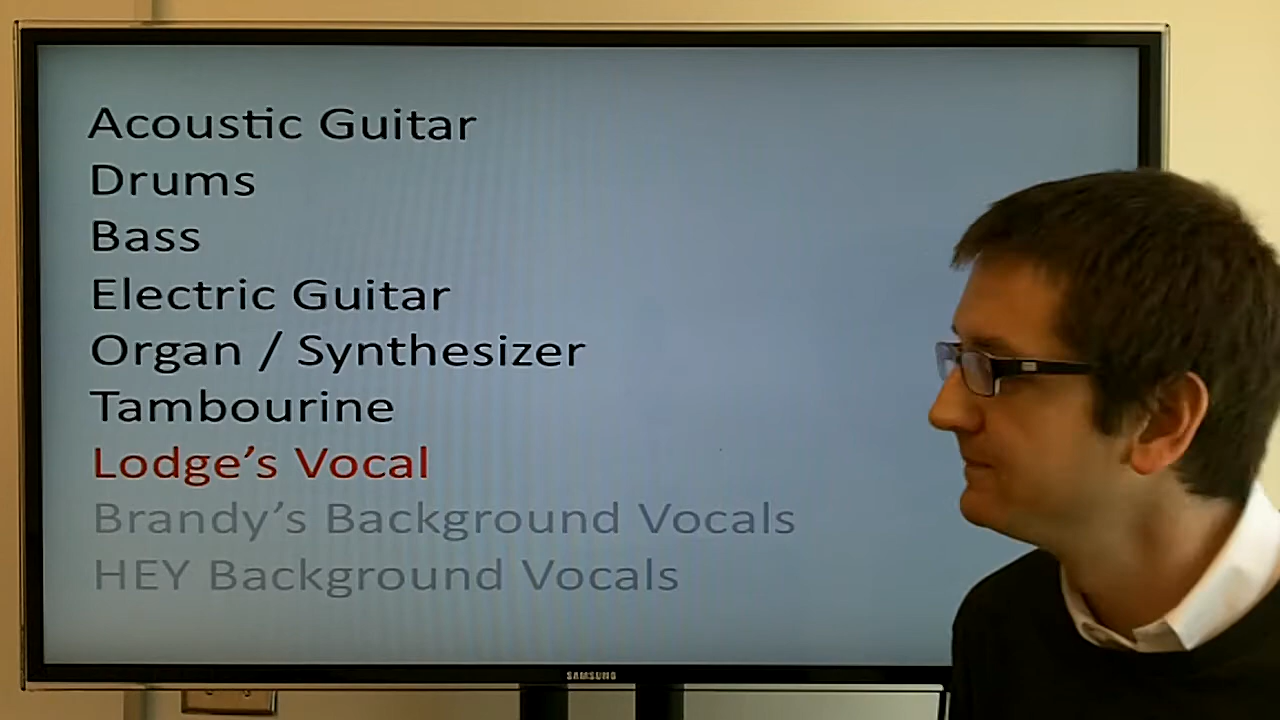 Acoustic Guitar
Drums
Bass
Electric Guitar
Organ / Synthesizer
Tambourine
Lodge's Vocal
Brandy's Background Vocals
HEY Background Vocals
SAMSUNG